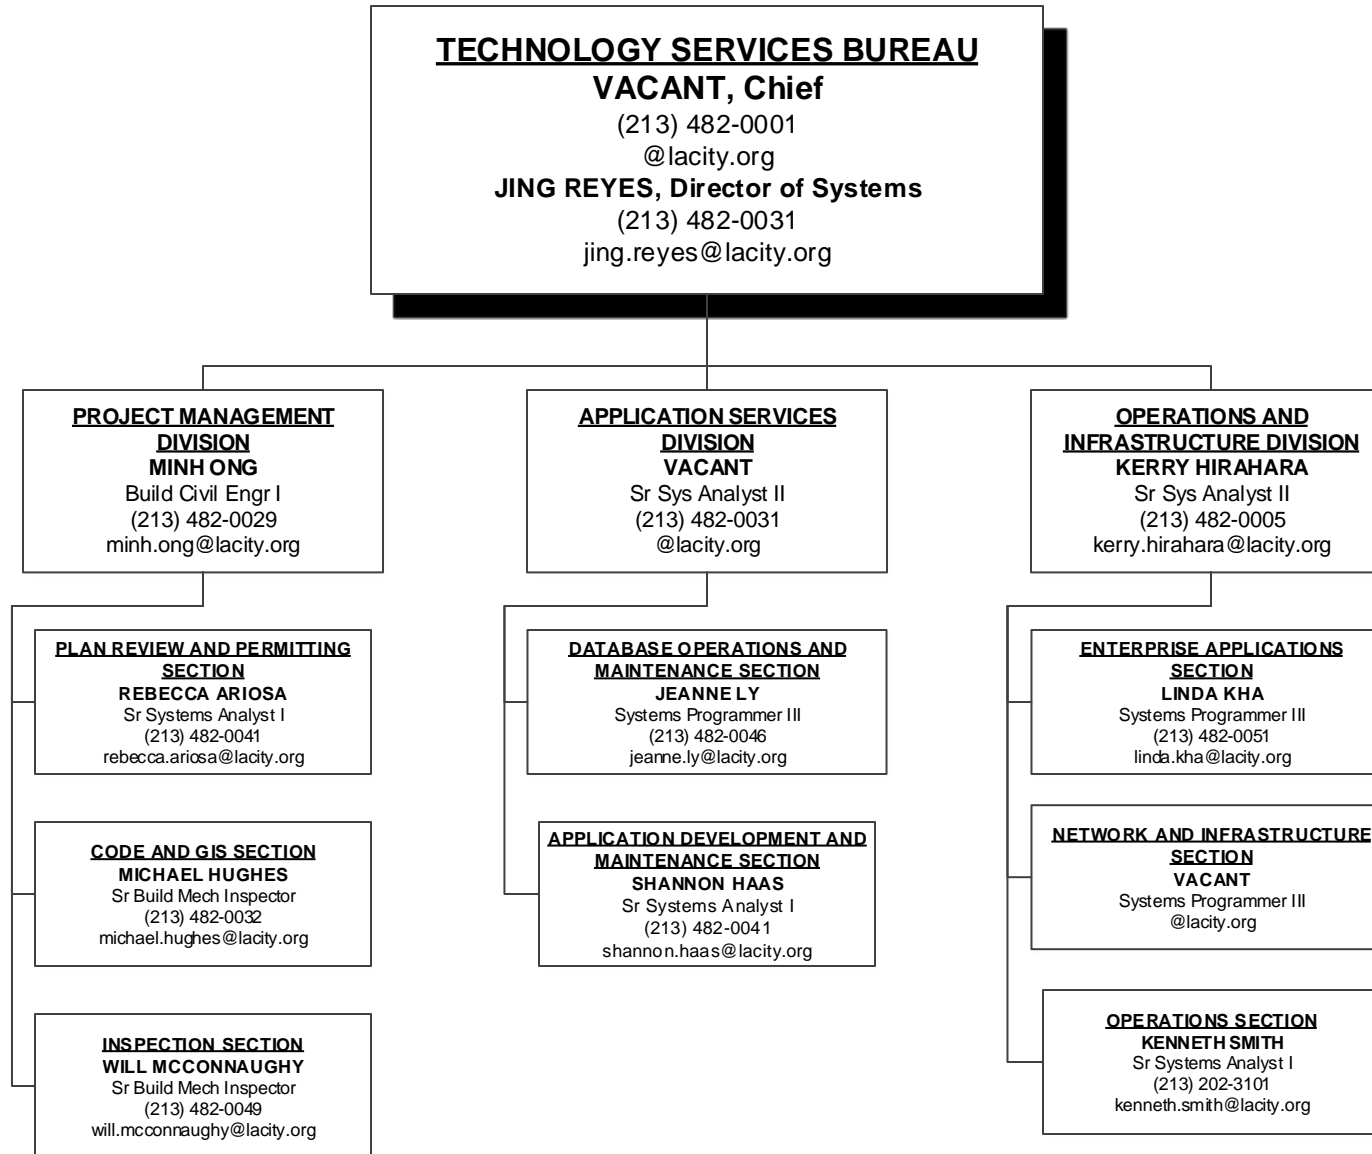 TECHNOLOGY SERVICES BUREAU
VACANT, Chief
(213) 482-0001
@lacity.org
JING REYES, Director of Systems
(213) 482-0031
jing.reyes@lacity.org
PROJECT MANAGEMENT
DIVISION
MINH ONG
Build Civil Engr I
(213) 482-0029
minh.ong@lacity.org
APPLICATION SERVICES
DIVISION
VACANT
Sr Sys Analyst II
(213) 482-0031
@lacity.org
OPERATIONS AND
INFRASTRUCTURE DIVISION
KERRY HIRAHARA
Sr Sys Analyst II
(213) 482-0005
kerry.hirahara@lacity.org
PLAN REVIEW AND PERMITTING
SECTION
REBECCA ARIOSA
Sr Systems Analyst I
(213) 482-0041
rebecca.ariosa@lacity.org
DATABASE OPERATIONS AND
MAINTENANCE SECTION
JEANNE LY
Systems Programmer III
(213) 482-0046
jeanne.ly@lacity.org
ENTERPRISE APPLICATIONS
SECTION
LINDA KHA
Systems Programmer III
(213) 482-0051
linda.kha@lacity.org
CODE AND GIS SECTION
MICHAEL HUGHES
Sr Build Mech Inspector
(213) 482-0032
michael.hughes@lacity.org
APPLICATION DEVELOPMENT AND
MAINTENANCE SECTION
SHANNON HAAS
Sr Systems Analyst I
(213) 482-0041
shannon.haas@lacity.org
NETWORK AND INFRASTRUCTURE
SECTION
VACANT
Systems Programmer III
@lacity.org
INSPECTION SECTION
WILL MCCONNAUGHY
Sr Build Mech Inspector
(213) 482-0049
will.mcconnaughy@lacity.org
OPERATIONS SECTION
KENNETH SMITH
Sr Systems Analyst I
(213) 202-3101
kenneth.smith@lacity.org